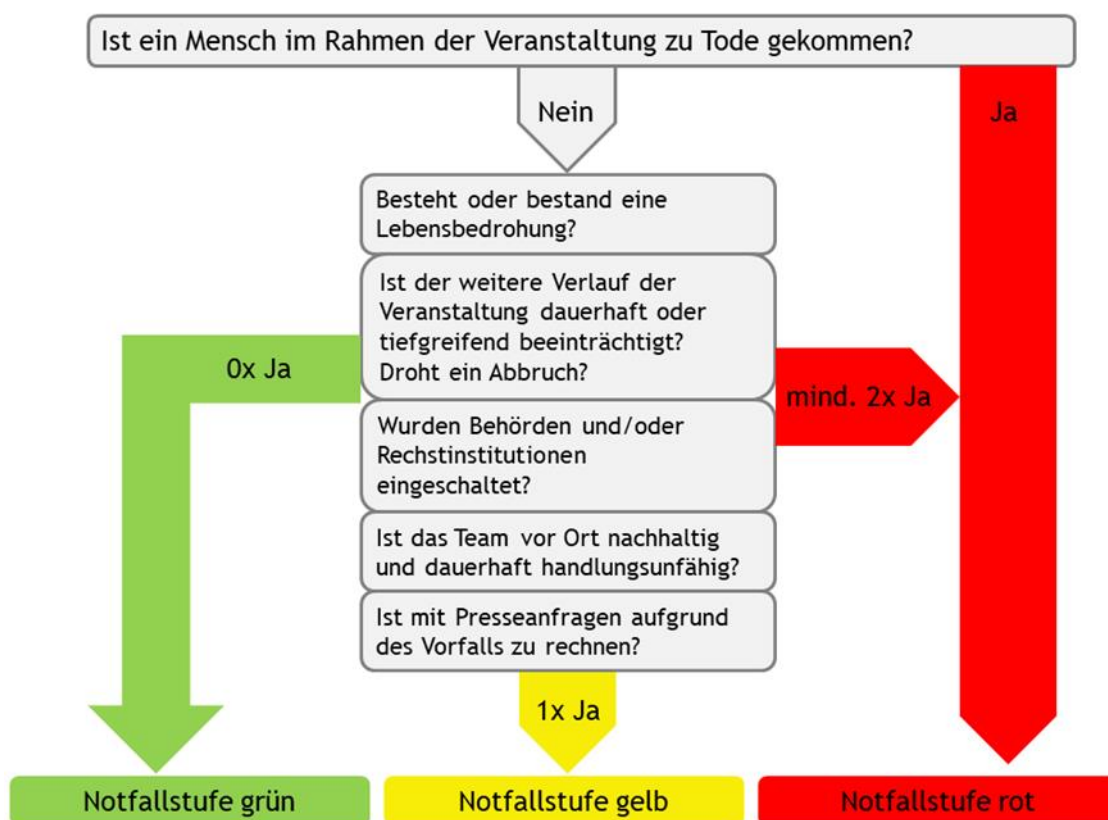 Ist ein Mensch im Rahmen der Veranstaltung zu Tode gekommen?
Nein
Ja
Besteht oder bestand eine
Lebensbedrohung?
Ist der weitere Verlauf der
Veranstaltung dauerhaft oder
tiefgreifend beeinträchtigt?
Droht ein Abbruch?
0x Ja
mind. 2x Ja
Wurden Behörden und/oder
Rechstinstitutionen
eingeschaltet?
Ist das Team vor Ort nachhaltig
und dauerhaft handlungsunfähig?
Ist mit Presseanfragen aufgrund
des Vorfalls zu rechnen?
1x Ja
Notfallstufe grün
Notfallstufe gelb
Notfallstufe rot